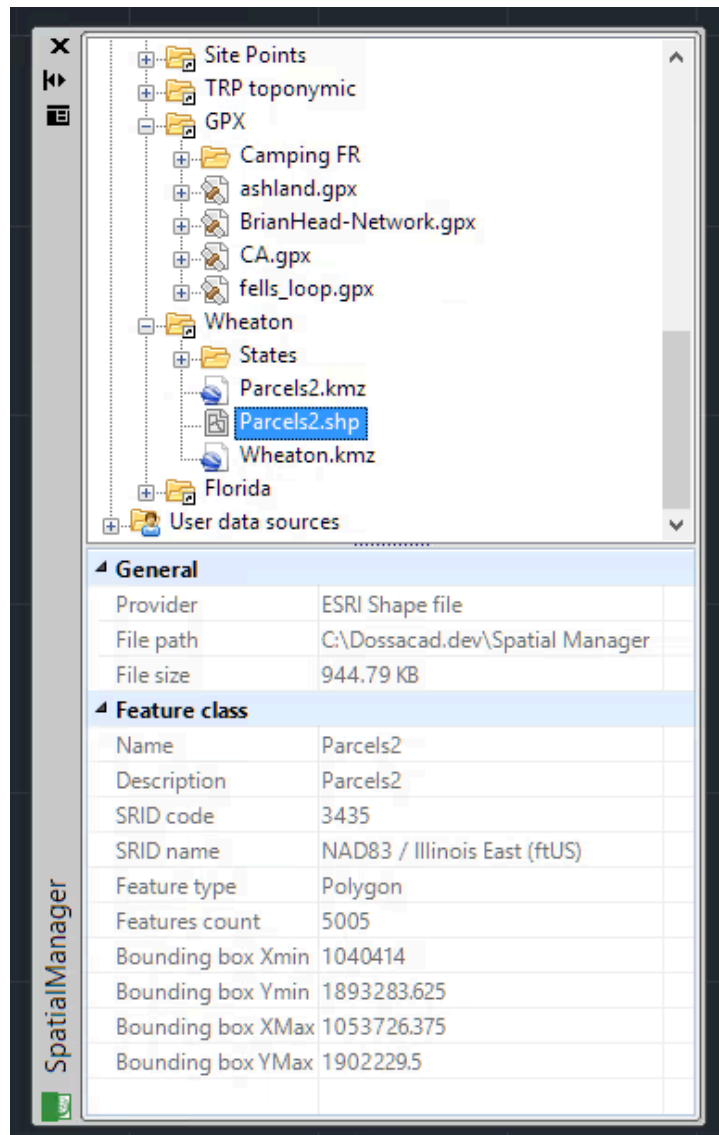 Site Points
TRP toponymic
GPX
Camping FR
ashland.gpx
BrianHead-Network.gpx
CA.gpx
fells_loop.gpx
Wheaton
States
Parcels2.kmz
Parcels2.shp
Wheaton.kmz
Florida
User data sources
General
Provider ESRI Shape file
File path C:\Dossacad.dev\Spatial Manager
File size 944.79 KB
Feature class
Name Parcels2
Description Parcels2
SRID code 3435
SRID name NAD83 / Illinois East (ftUS)
Feature type Polygon
Features count 5005
Bounding box Xmin 1040414
Bounding box Ymin 1893283.625
Bounding box XMax 1053726.375
Bounding box YMax 1902229.5
SpatialManager